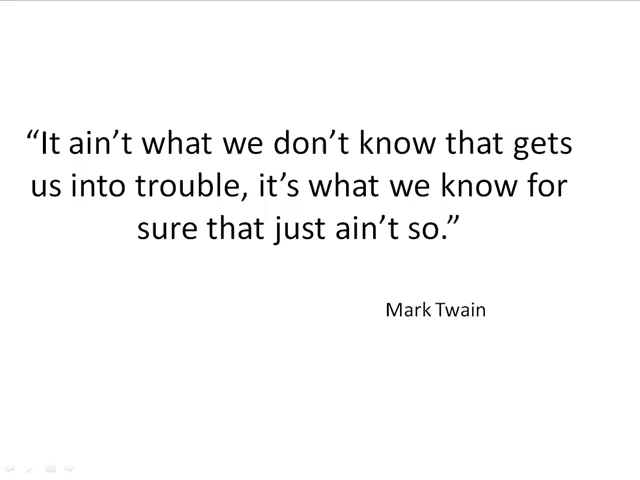 “It ain’t what we don’t know that gets
us into trouble, it’s what we know for
sure that just ain’t so.”
Mark Twain